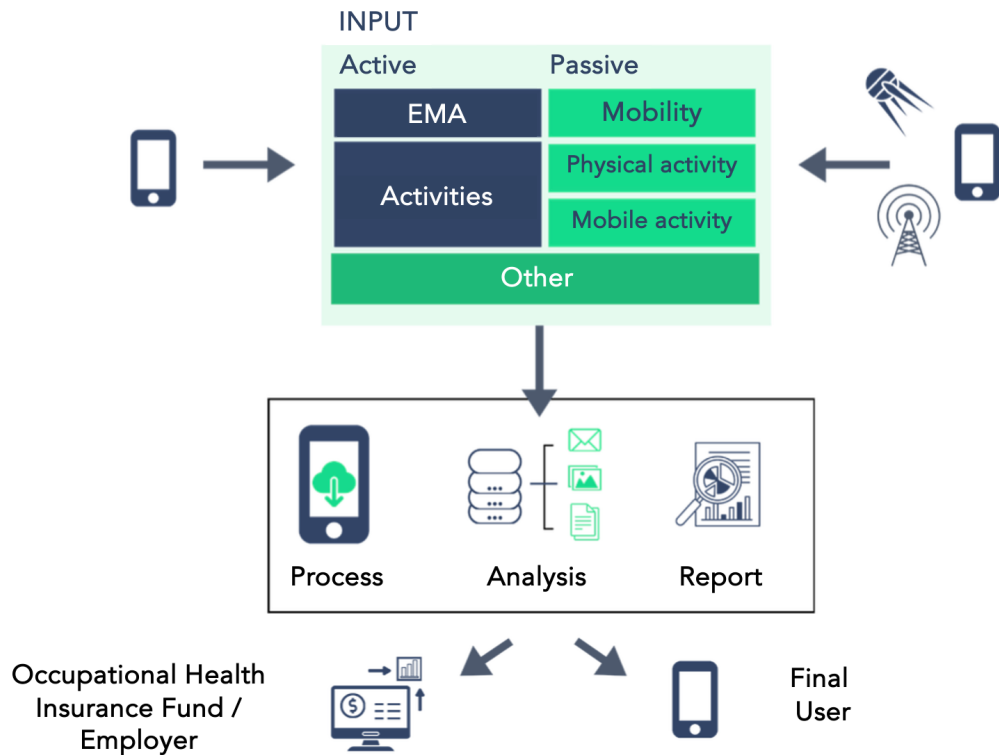 INPUT
Active
Passive
EMA
Mobility
Activities
Physical activity
Mobile activity
Other
Process
Analysis
Report
Occupational Health
Insurance Fund /
Employer
$
Final
User